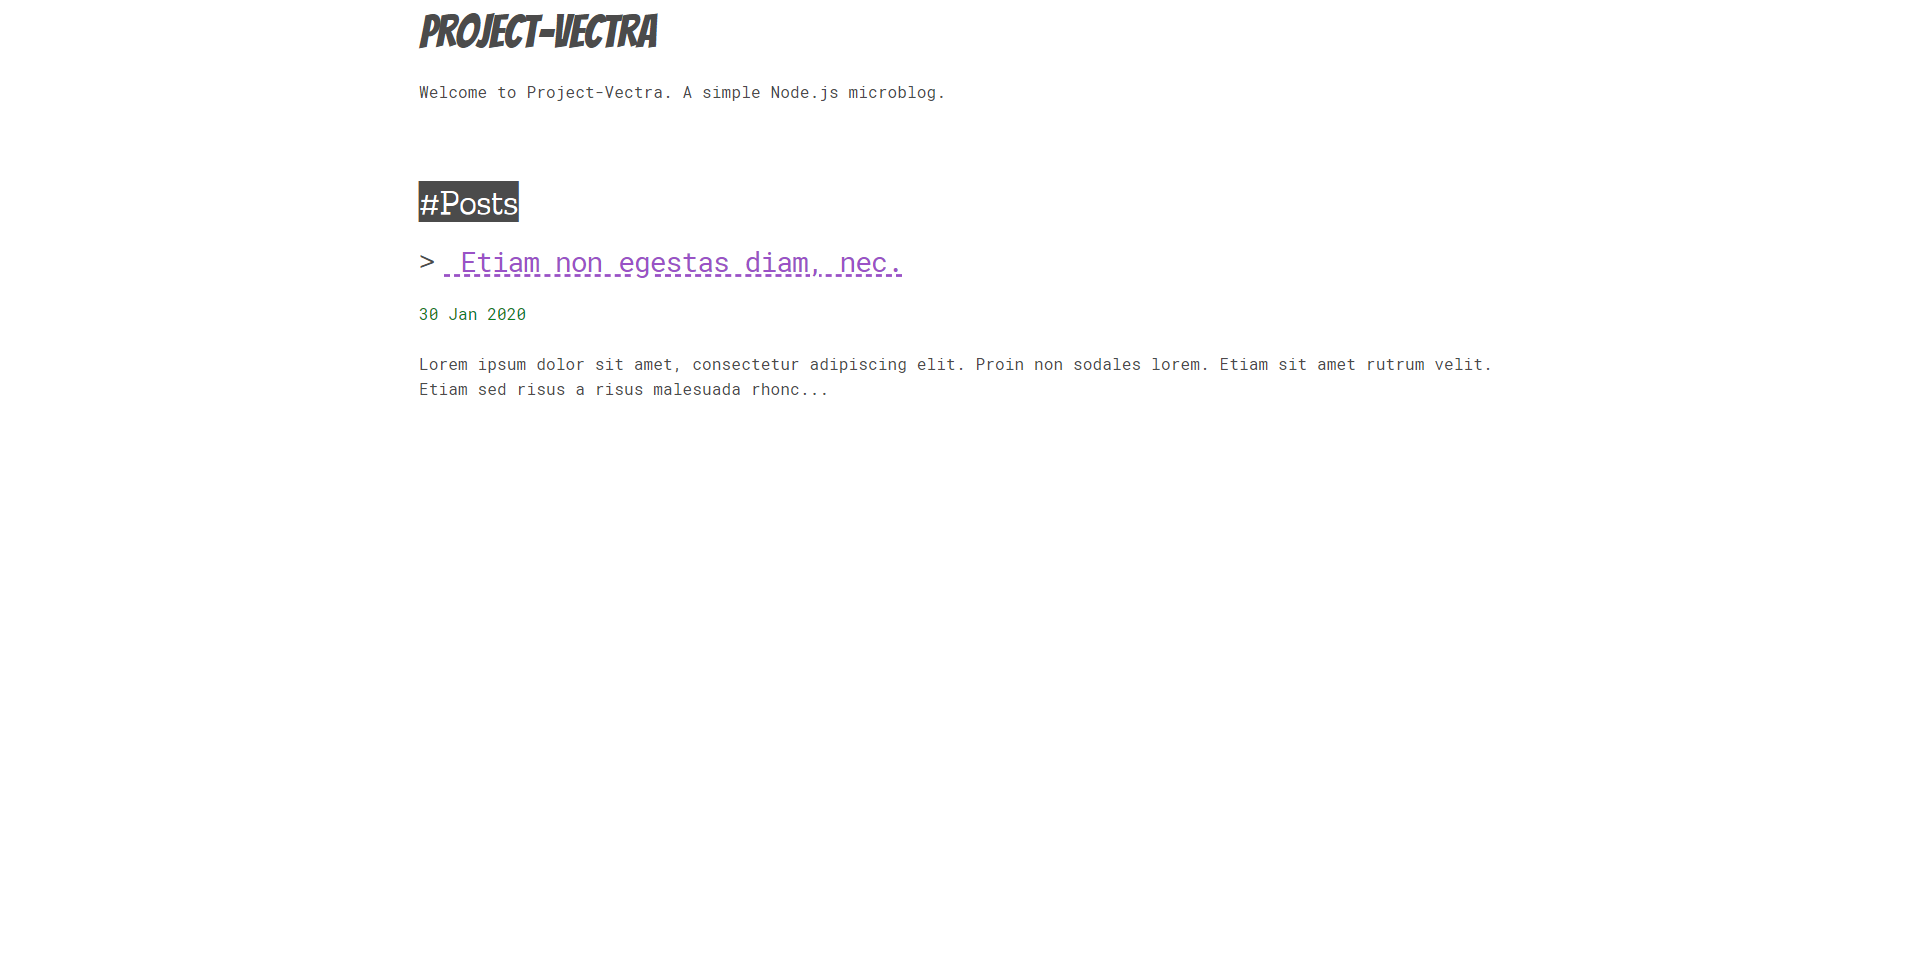 PROJECT-VECTRA
Welcome to Project-Vectra. A simple Node.js microblog.
#Posts
> Etiam non egestas diam, nec.
30 Jan 2020
Lorem ipsum dolor sit amet, consectetur adipiscing elit. Proin non sodales lorem. Etiam sit amet rutrum velit.
Etiam sed risus a risus malesuada rhonc...